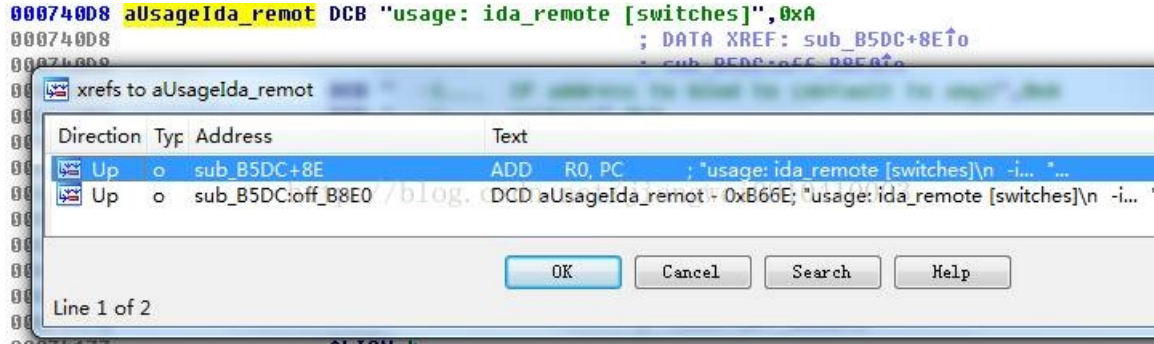 000740D8 aUsageIda_remot DCB "usage: ida_remote [switches]",0xA
000740D8 ; DATA XREF: sub_B5DC+8E↑o
xrefs to aUsageIda_remot
Direction Typ Address Text
Up o sub_B5DC+8E ADD R0, PC ; "usage: ida_remote [switches]\n -i... "...
Up o sub_B5DC:off_B8E0 DCD aUsageIda_remot - 0xB66E; "usage: ida_remote [switches]\n -i... "
OK Cancel Search Help
Line 1 of 2